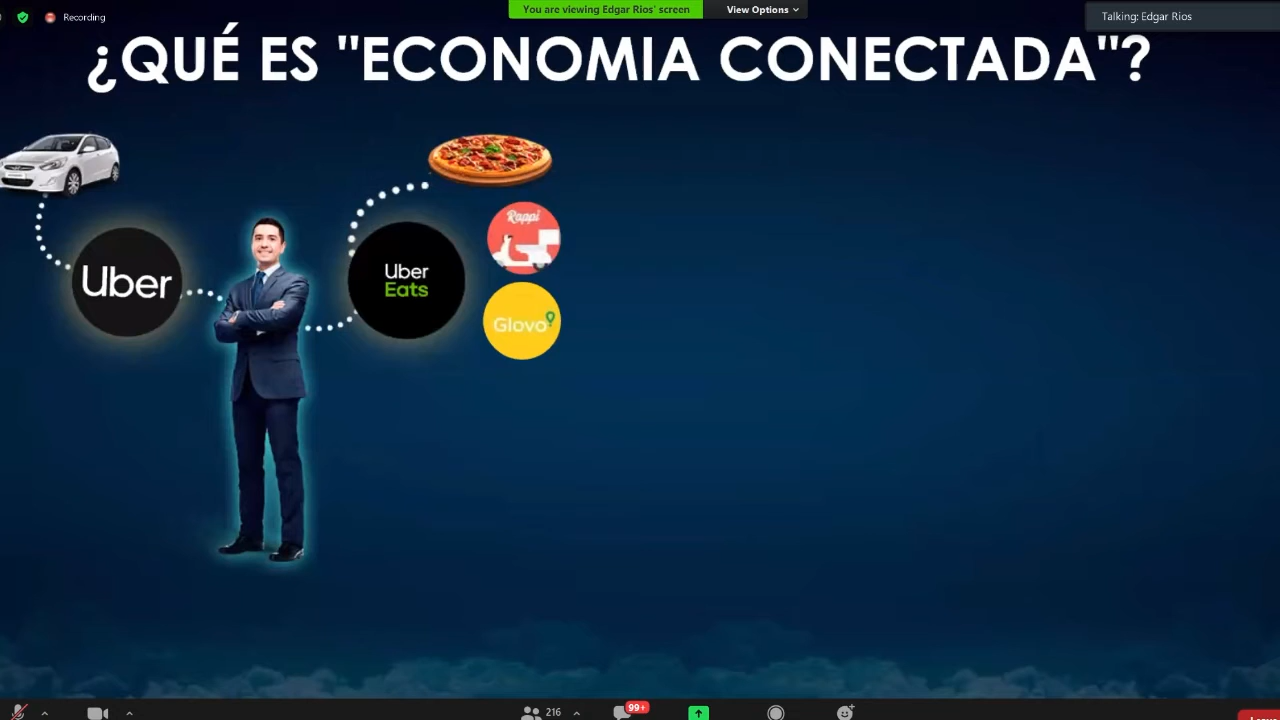 Recording
You are viewing Edgar Rios' screen
View Options
Talking: Edgar Rios
¿QUÉ ES "ECONOMIA CONECTADA"?
Rappi
Uber
Uber
Eats
Glovo
216
99+